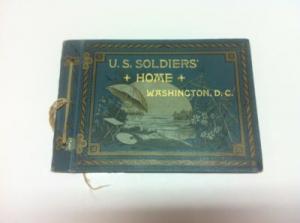 U.S. SOLDIERS'
+ HOME +
WASHINGTON, D.C.